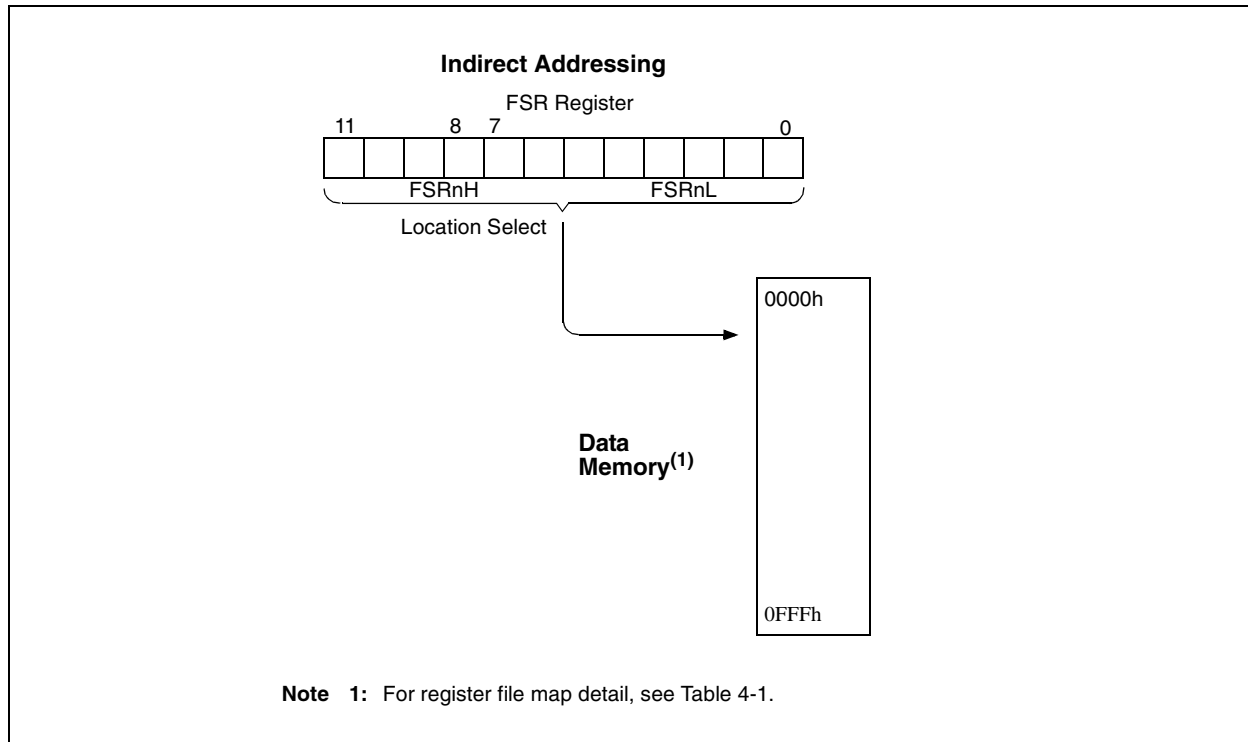 Indirect Addressing
FSR Register
11 8 7 0
FSRnH FSRnL
Location Select
0000h
Data
Memory(1)
0FFFh
Note 1: For register file map detail, see Table 4-1.